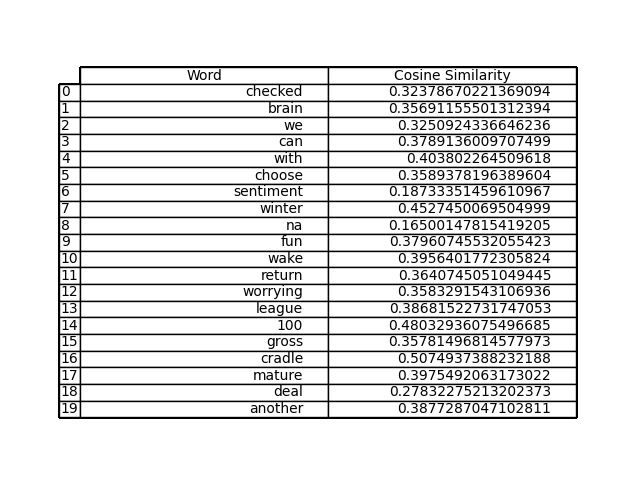 Word Cosine Similarity
0 checked 0.32378670221369094
1 brain 0.35691155501312394
2 we 0.3250924336646236
3 can 0.3789136009707499
4 with 0.403802264509618
5 choose 0.3589378196389604
6 sentiment 0.18733351459610967
7 winter 0.4527450069504999
8 na 0.16500147815419205
9 fun 0.37960745532055423
10 wake 0.3956401772305824
11 return 0.3640745051049445
12 worrying 0.3583291543106936
13 league 0.38681522731747053
14 100 0.48032936075496685
15 gross 0.35781496814577973
16 cradle 0.5074937388232188
17 mature 0.3975492063173022
18 deal 0.27832275213202373
19 another 0.3877287047102811